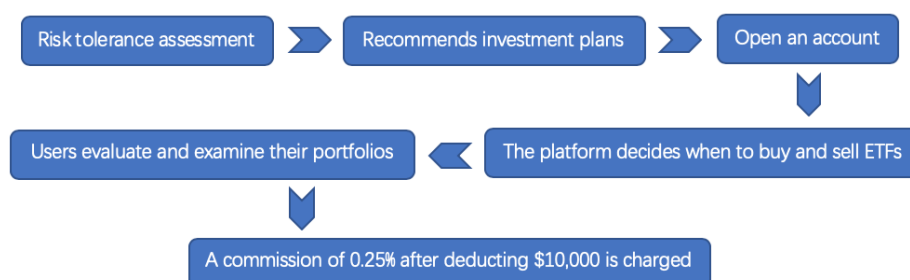 Risk tolerance assessment
Recommends investment plans
Open an account
The platform decides when to buy and sell ETFs
Users evaluate and examine their portfolios
A commission of 0.25% after deducting $10,000 is charged